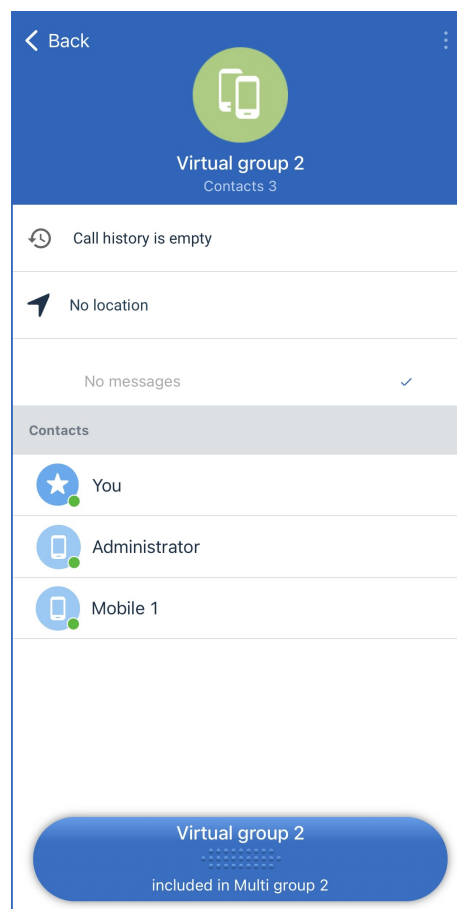 Back
Virtual group 2
Contacts 3
Call history is empty
No location
No messages
Contacts
You
Administrator
Mobile 1
Virtual group 2
included in Multi group 2